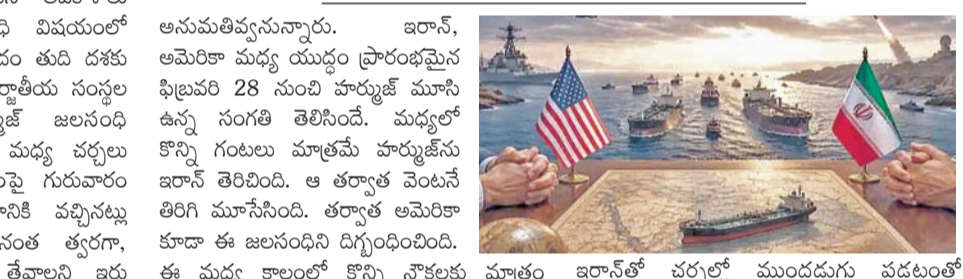 ధి విషయంలో
దం తుది దశకు
ర్జాతీయ సంస్థల
జలసంధి
మధ్య చర్చలు
గురువారం
వచ్చినట్లు
త్వరగా,
తేవాలని ఇరు
అనుమతివ్వనున్నారు. ఇరాన్,
అమెరికా మధ్య యుద్ధం ప్రారంభమైన
ఫిబ్రవరి 28 నుంచి హర్ముజ్ మూసి
ఉన్న సంగతి తెలిసిందే. మధ్యలో
కొన్ని గంటలు మాత్రమే హర్ముజ్‌ను
ఇరాన్ తెరిచింది. ఆ తర్వాత వెంటనే
తిరిగి మూసేసింది. తర్వాత అమెరికా
కూడా ఈ జలసంధిని దిగ్బంధించింది.
ఈ మధ్య కాలంలో కొన్ని నౌకలకు
మాత్రం ఇరాన్‌తో చర్చల్లో ముందడుగు పడటంతో